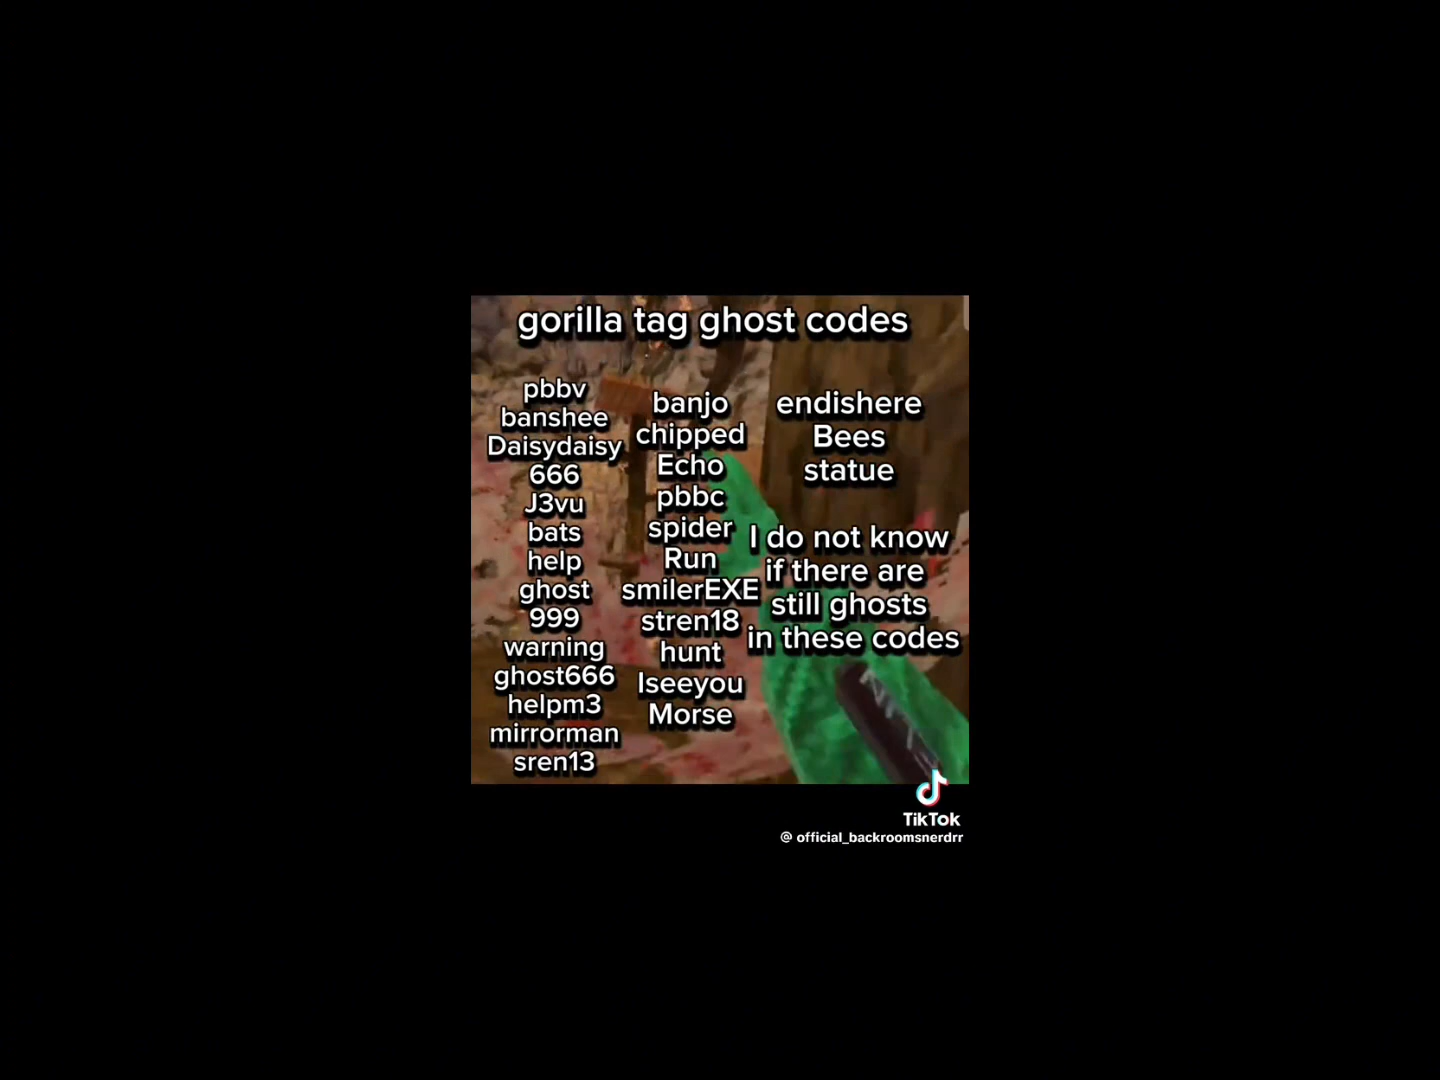 gorilla tag ghost codes
pbbv
banshee
Daisydaisy
666
J3vu
bats
help
ghost
999
warning
ghost666
helpm3
mirrorman
sren13
banjo
chipped
Echo
pbbc
spider
Run
smilerEXE
stren18
hunt
Iseeyou
Morse
endishere
Bees
statue
I do not know
if there are
still ghosts
in these codes
TikTok
@ official_backroomsnerdrr